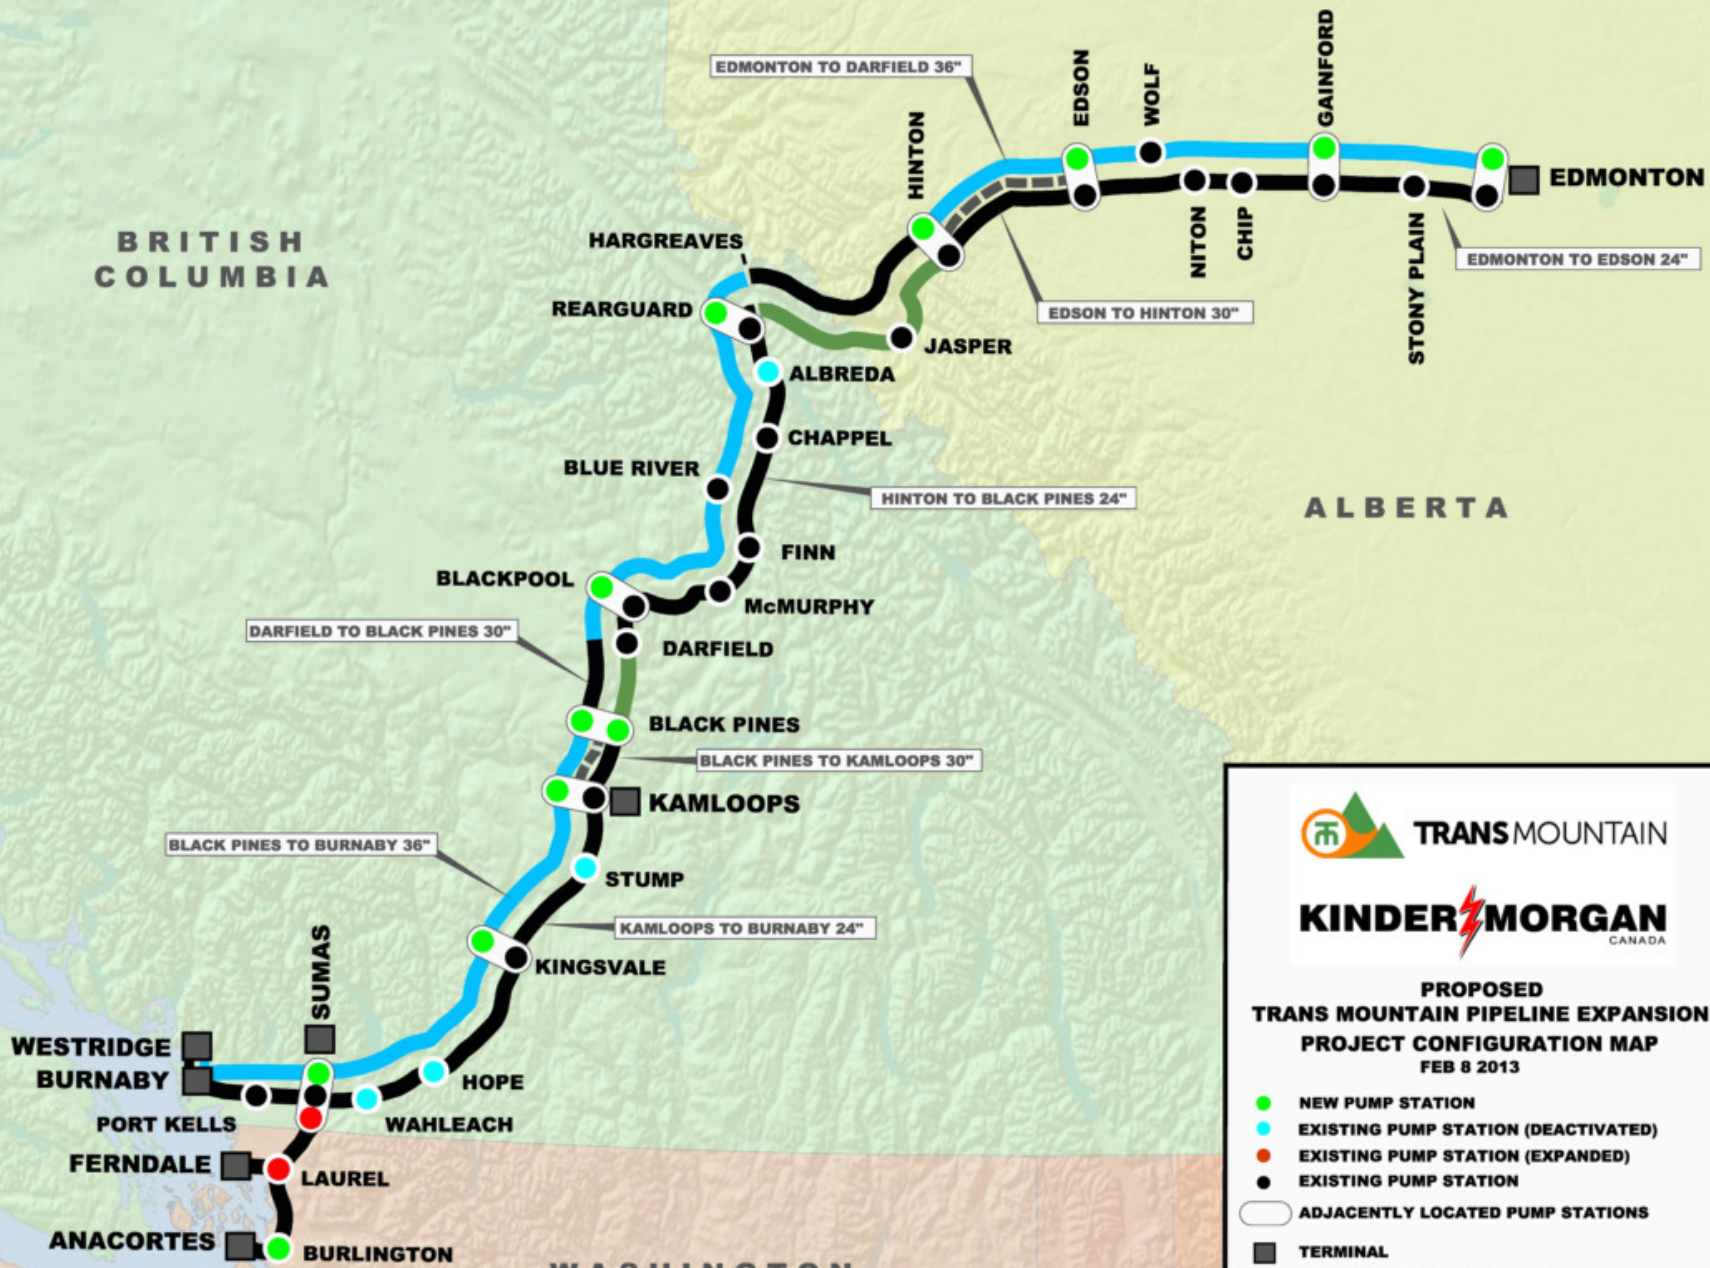 EDMONTON TO DARFIELD 36"
EDSON
WOLF
GAINFORD
HINTON
EDMONTON
NITON
CHIP
STONY PLAIN
EDMONTON TO EDSON 24"
BRITISH
COLUMBIA
HARGREAVES
REARGUARD
EDSON TO HINTON 30"
JASPER
ALBREDA
CHAPPEL
BLUE RIVER
HINTON TO BLACK PINES 24"
ALBERTA
FINN
BLACKPOOL
McMURPHY
DARFIELD TO BLACK PINES 30"
DARFIELD
BLACK PINES
BLACK PINES TO KAMLOOPS 30"
KAMLOOPS
BLACK PINES TO BURNABY 36"
STUMP
KAMLOOPS TO BURNABY 24"
KINGSVALE
SUMAS
WESTRIDGE
BURNABY
HOPE
PORT KELLS
WAHLEACH
FERNDALE
LAUREL
ANACORTES
BURLINGTON
WASHINGTON
TRANSMOUNTAIN
KINDER MORGAN
CANADA
PROPOSED
TRANS MOUNTAIN PIPELINE EXPANSION
PROJECT CONFIGURATION MAP
FEB 8 2013
NEW PUMP STATION
EXISTING PUMP STATION (DEACTIVATED)
EXISTING PUMP STATION (EXPANDED)
EXISTING PUMP STATION
ADJACENTLY LOCATED PUMP STATIONS
TERMINAL